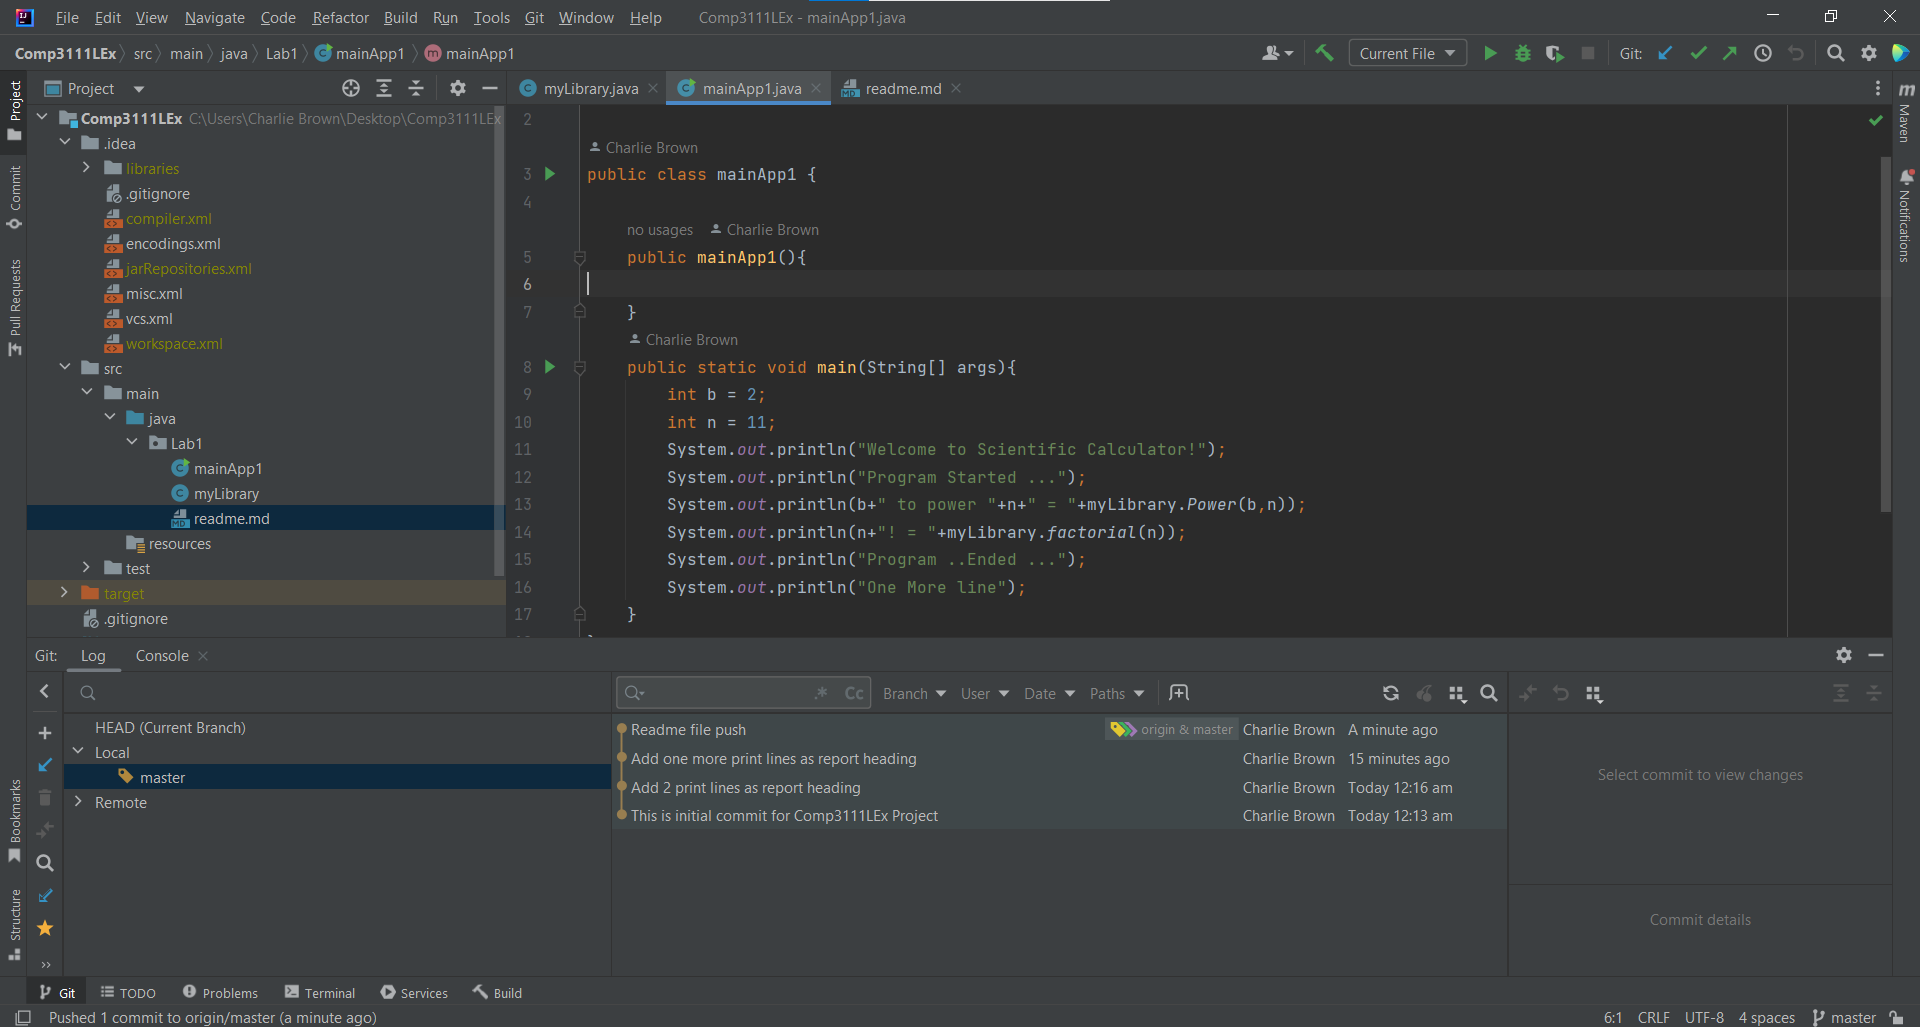 File Edit View Navigate Code Refactor Build Run Tools Git Window Help Comp3111LEx - mainApp1.java
Comp3111LEx src main java Lab1 mainApp1 m mainApp1 Current File Git:
Project
myLibrary.java mainApp1.java readme.md
Comp3111LEx C:\Users\Charlie Brown\Desktop\Comp3111LEx
.idea
libraries
.gitignore
compiler.xml
encodings.xml
jarRepositories.xml
misc.xml
vcs.xml
workspace.xml
src
main
java
Lab1
mainApp1
myLibrary
readme.md
resources
test
target
.gitignore
Project
Commit
Pull Requests
Bookmarks
Structure
2
Charlie Brown
3 public class mainApp1 {
4
no usages Charlie Brown
5 public mainApp1(){
6
7 }
Charlie Brown
8 public static void main(String[] args){
9 int b = 2;
10 int n = 11;
11 System.out.println("Welcome to Scientific Calculator!");
12 System.out.println("Program Started ...");
13 System.out.println(b+" to power "+n+" = "+myLibrary.Power(b,n));
14 System.out.println(n+"! = "+myLibrary.factorial(n));
15 System.out.println("Program ..Ended ...");
16 System.out.println("One More line");
17 }
m Maven
Notifications
Git: Log Console
HEAD (Current Branch)
Local
master
Remote
.* Cc Branch User Date Paths
Readme file push origin & master Charlie Brown A minute ago
Add one more print lines as report heading Charlie Brown 15 minutes ago
Add 2 print lines as report heading Charlie Brown Today 12:16 am
This is initial commit for Comp3111LEx Project Charlie Brown Today 12:13 am
Select commit to view changes
Commit details
Git TODO Problems Terminal Services Build
Pushed 1 commit to origin/master (a minute ago) 6:1 CRLF UTF-8 4 spaces master